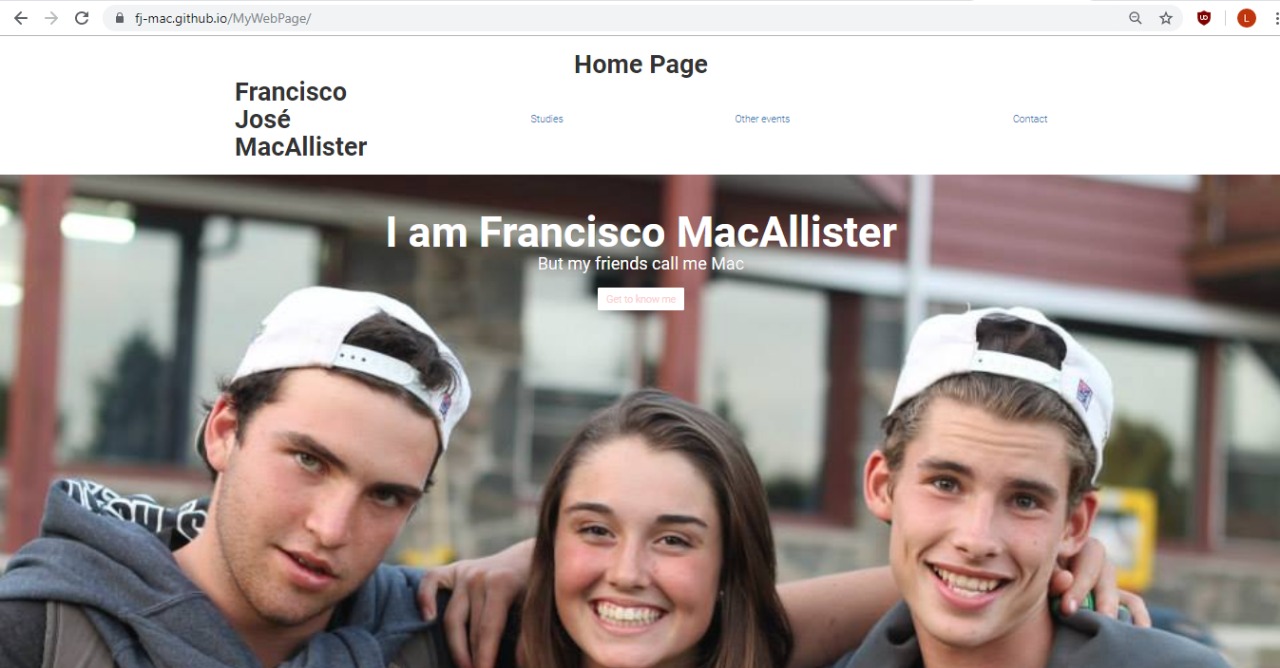 fj-mac.github.io/MyWebPage/
L
Home Page
Francisco
José
MacAllister
Studies
Other events
Contact
I am Francisco MacAllister
But my friends call me Mac
Get to know me